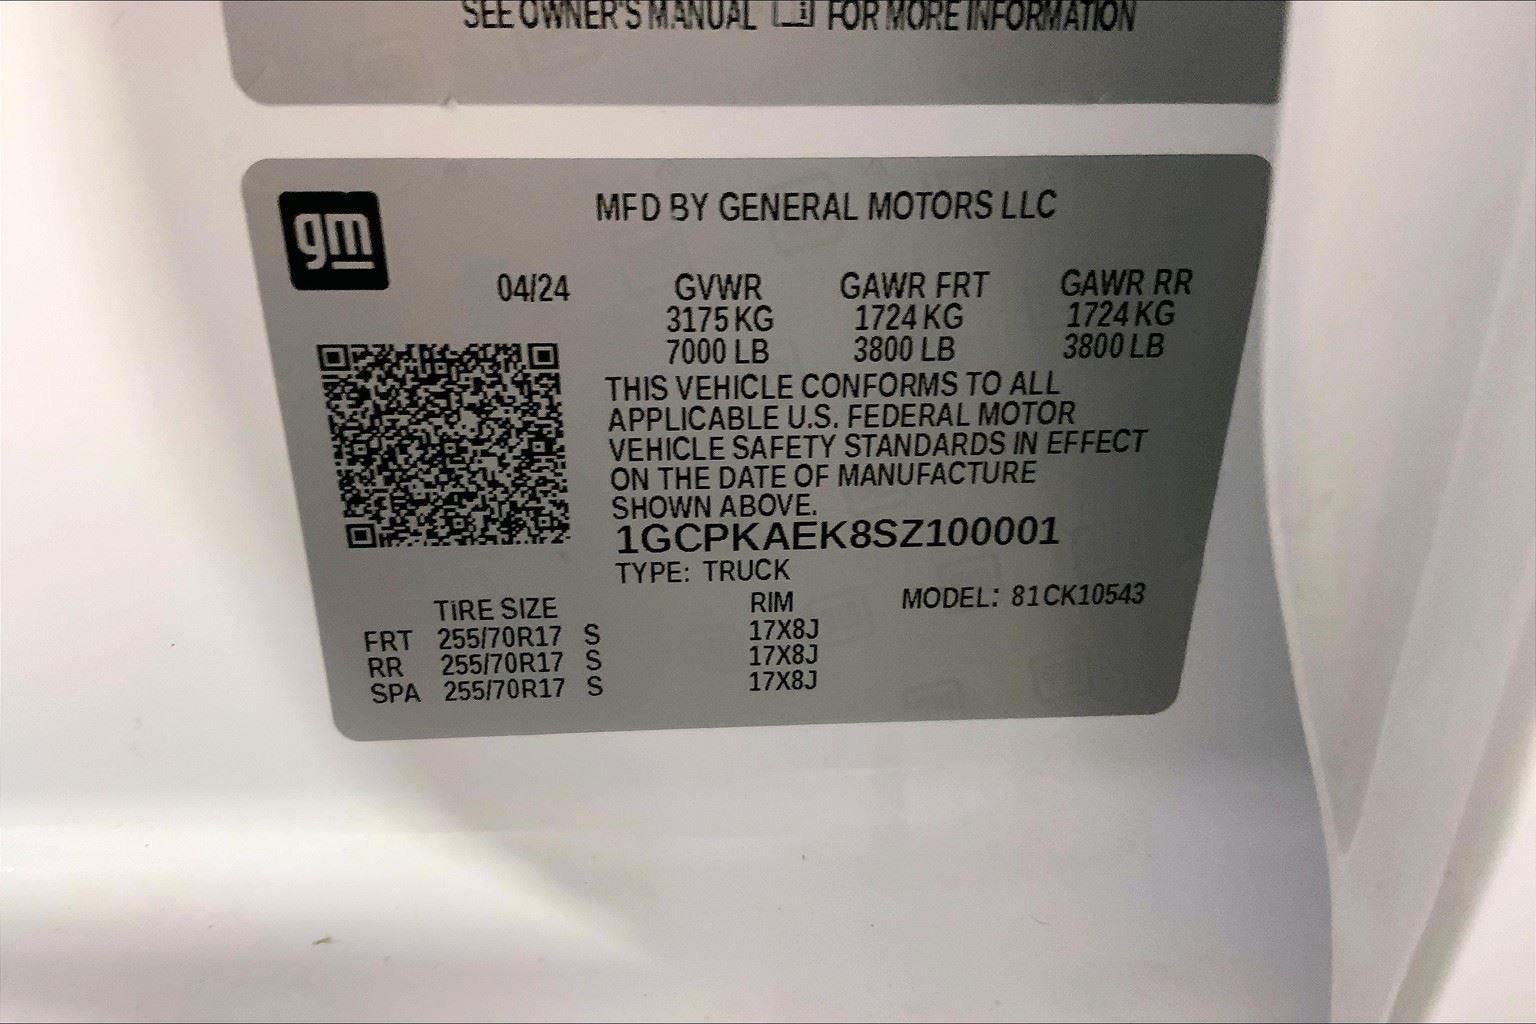 SEE OWNER'S MANUAL FOR MORE INFORMATION
gm
MFD BY GENERAL MOTORS LLC
04/24 GVWR GAWR FRT GAWR RR
3175 KG 1724 KG 1724 KG
7000 LB 3800 LB 3800 LB
THIS VEHICLE CONFORMS TO ALL
APPLICABLE U.S. FEDERAL MOTOR
VEHICLE SAFETY STANDARDS IN EFFECT
ON THE DATE OF MANUFACTURE
SHOWN ABOVE.
1GCPKAEK8SZ100001
TYPE: TRUCK
TIRE SIZE RIM MODEL: 81CK10543
FRT 255/70R17 S 17X8J
RR 255/70R17 S 17X8J
SPA 255/70R17 S 17X8J